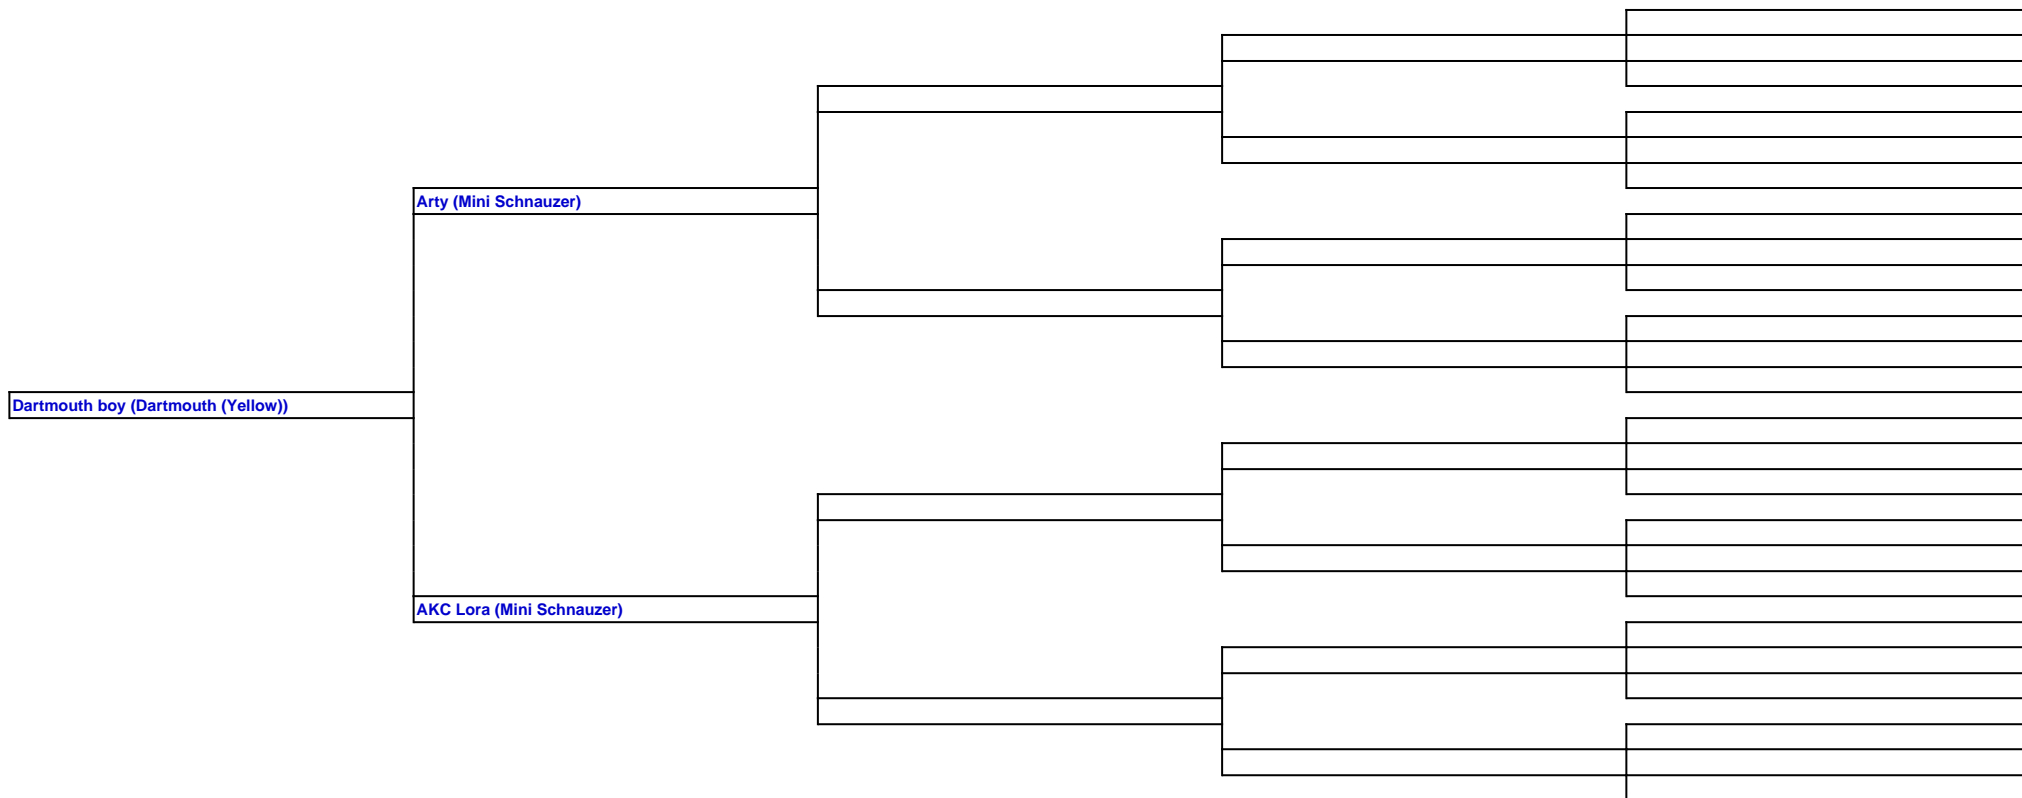 Arty (Mini Schnauzer)
Dartmouth boy (Dartmouth (Yellow))
AKC Lora (Mini Schnauzer)